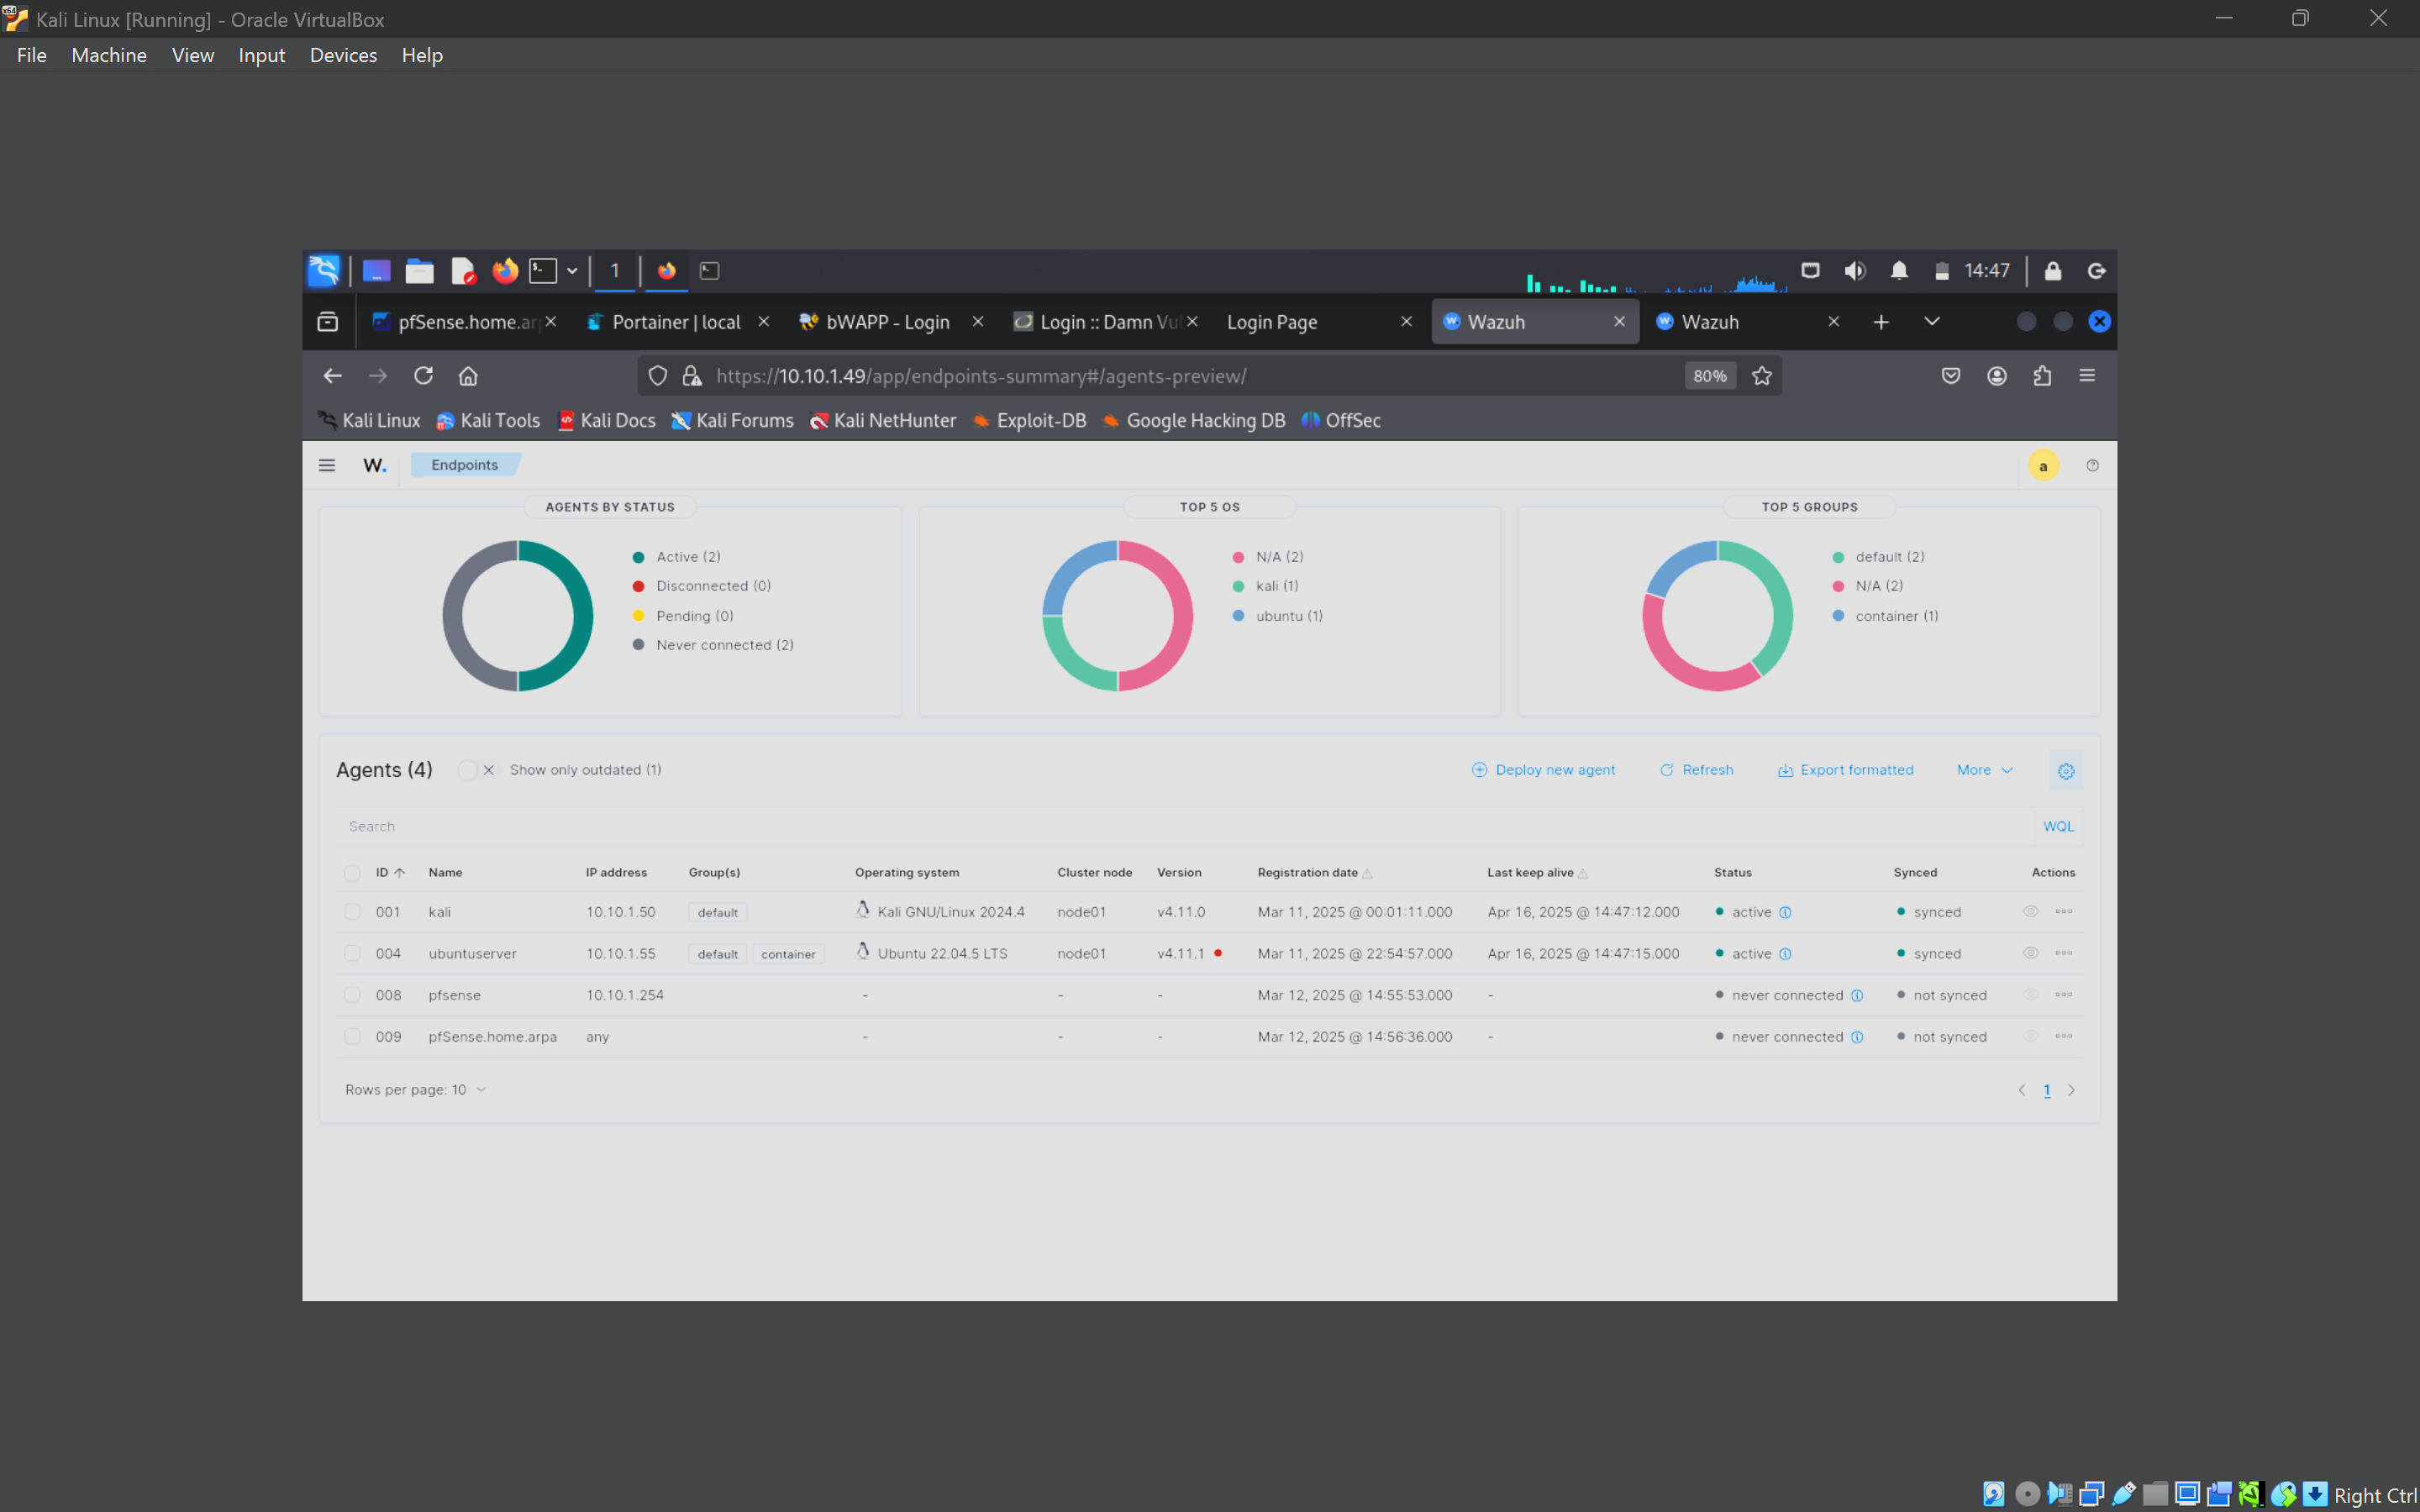 Kali Linux [Running] - Oracle VirtualBox
File Machine View Input Devices Help
1 14:47
pfSense.home.ar Portainer | local bWAPP - Login Login :: Damn Vul Login Page Wazuh Wazuh
https://10.10.1.49/app/endpoints-summary#/agents-preview/ 80%
Kali Linux Kali Tools Kali Docs Kali Forums Kali NetHunter Exploit-DB Google Hacking DB OffSec
W. Endpoints a
AGENTS BY STATUS
Active (2)
Disconnected (0)
Pending (0)
Never connected (2)
TOP 5 OS
N/A (2)
kali (1)
ubuntu (1)
TOP 5 GROUPS
default (2)
N/A (2)
container (1)
Agents (4) Show only outdated (1) Deploy new agent Refresh Export formatted More
Search WQL
ID Name IP address Group(s) Operating system Cluster node Version Registration date Last keep alive Status Synced Actions
001 kali 10.10.1.50 default Kali GNU/Linux 2024.4 node01 v4.11.0 Mar 11, 2025 @ 00:01:11.000 Apr 16, 2025 @ 14:47:12.000 active synced
004 ubuntuserver 10.10.1.55 default container Ubuntu 22.04.5 LTS node01 v4.11.1 Mar 11, 2025 @ 22:54:57.000 Apr 16, 2025 @ 14:47:15.000 active synced
008 pfsense 10.10.1.254 - - - Mar 12, 2025 @ 14:55:53.000 - never connected not synced
009 pfSense.home.arpa any - - - Mar 12, 2025 @ 14:56:36.000 - never connected not synced
Rows per page: 10 1
Right Ctrl